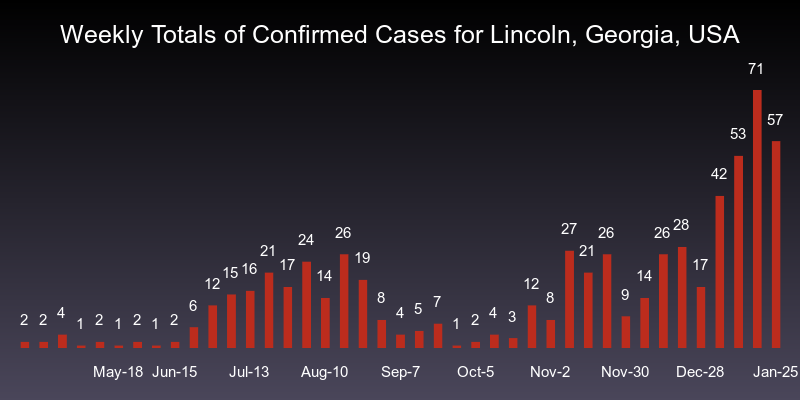 Weekly Totals of Confirmed Cases for Lincoln, Georgia, USA
2 2 4 1 2 1 2 1 2 6 12 15 16 21 17 24 14 26 19 8 4 5 7 1 2 4 3 12 8 27 21 26 9 14 26 28 17 42 53 71 57
May-18 Jun-15 Jul-13 Aug-10 Sep-7 Oct-5 Nov-2 Nov-30 Dec-28 Jan-25